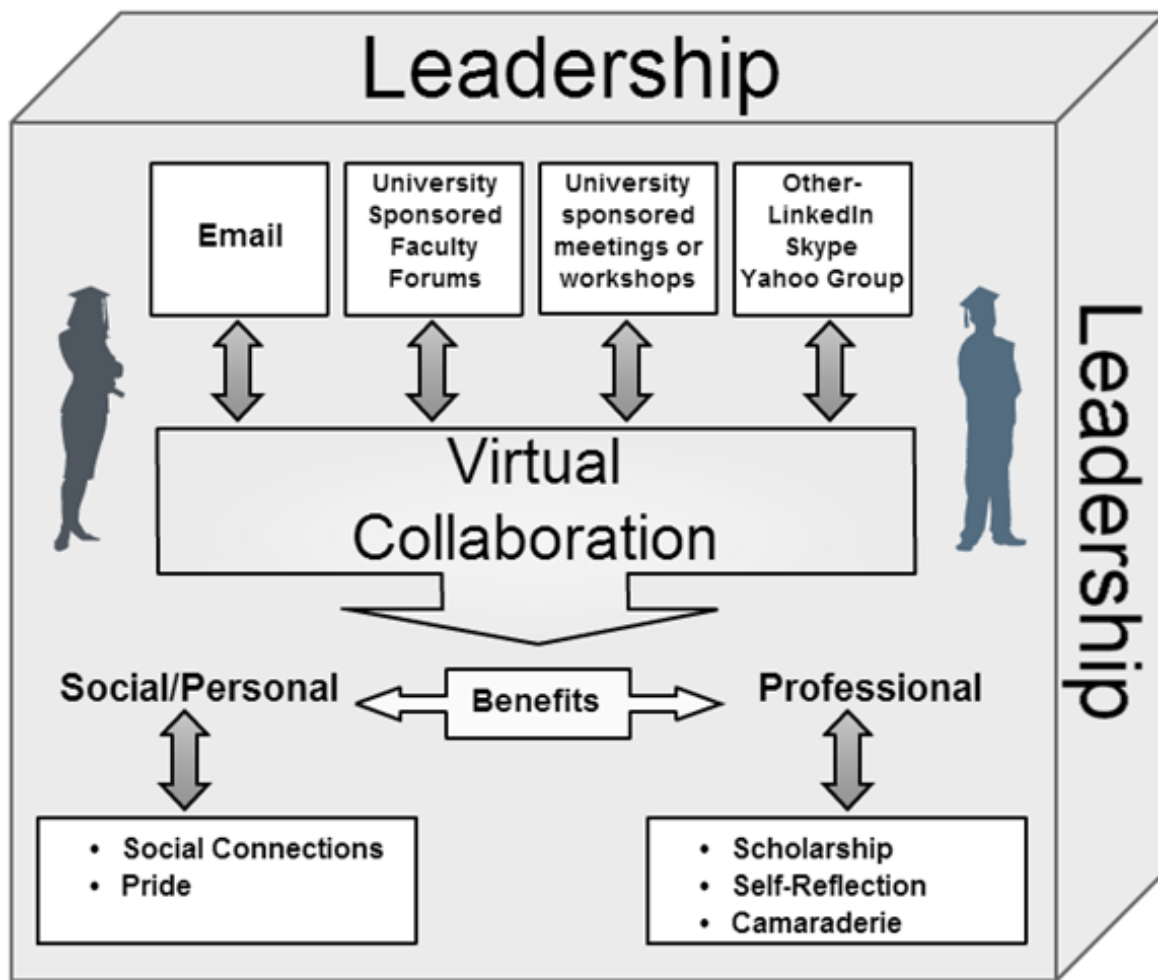 Leadership
Email
University
Sponsored
Faculty
Forums
University
sponsored
meetings or
workshops
Other-
LinkedIn
Skype
Yahoo Group
Leadership
Virtual
Collaboration
Social/Personal
Benefits
Professional
• Social Connections
• Pride
• Scholarship
• Self-Reflection
• Camaraderie